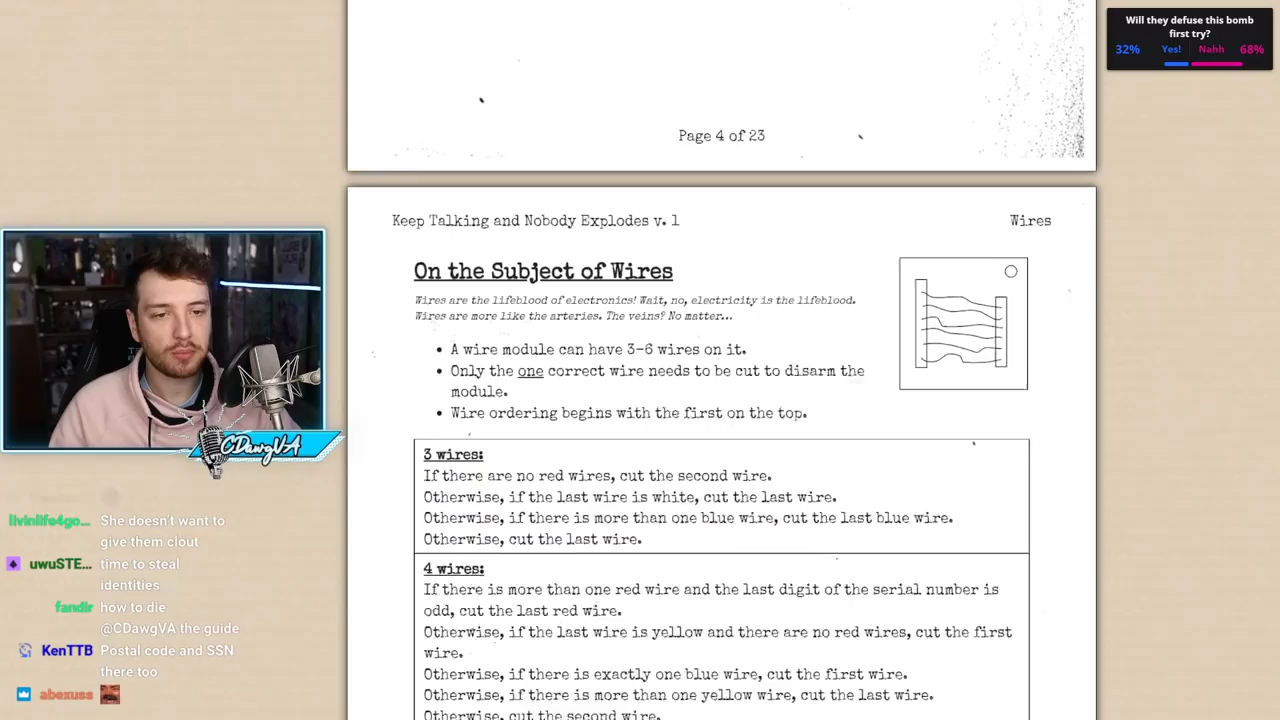 Will they defuse this bomb
first try?
32% Yes! Nahh 68%
Page 4 of 23
Keep Talking and Nobody Explodes v. 1
Wires
On the Subject of Wires
Wires are the lifeblood of electronics! Wait, no, electricity is the lifeblood.
Wires are more like the arteries. The veins? No matter…
• A wire module can have 3-6 wires on it.
• Only the one correct wire needs to be cut to disarm the
module.
• Wire ordering begins with the first on the top.
3 wires:
If there are no red wires, cut the second wire.
Otherwise, if the last wire is white, cut the last wire.
Otherwise, if there is more than one blue wire, cut the last blue wire.
Otherwise, cut the last wire.
4 wires:
If there is more than one red wire and the last digit of the serial number is
odd, cut the last red wire.
Otherwise, if the last wire is yellow and there are no red wires, cut the first
wire.
Otherwise, if there is exactly one blue wire, cut the first wire.
Otherwise, if there is more than one yellow wire, cut the last wire.
Otherwise, cut the second wire.
CDawgVA
livinlife4go... She doesn't want to
give them clout
uwuSTE... time to steal
identities
fandir how to die
@CDawgVA the guide
KenTTB Postal code and SSN
there too
abexuss